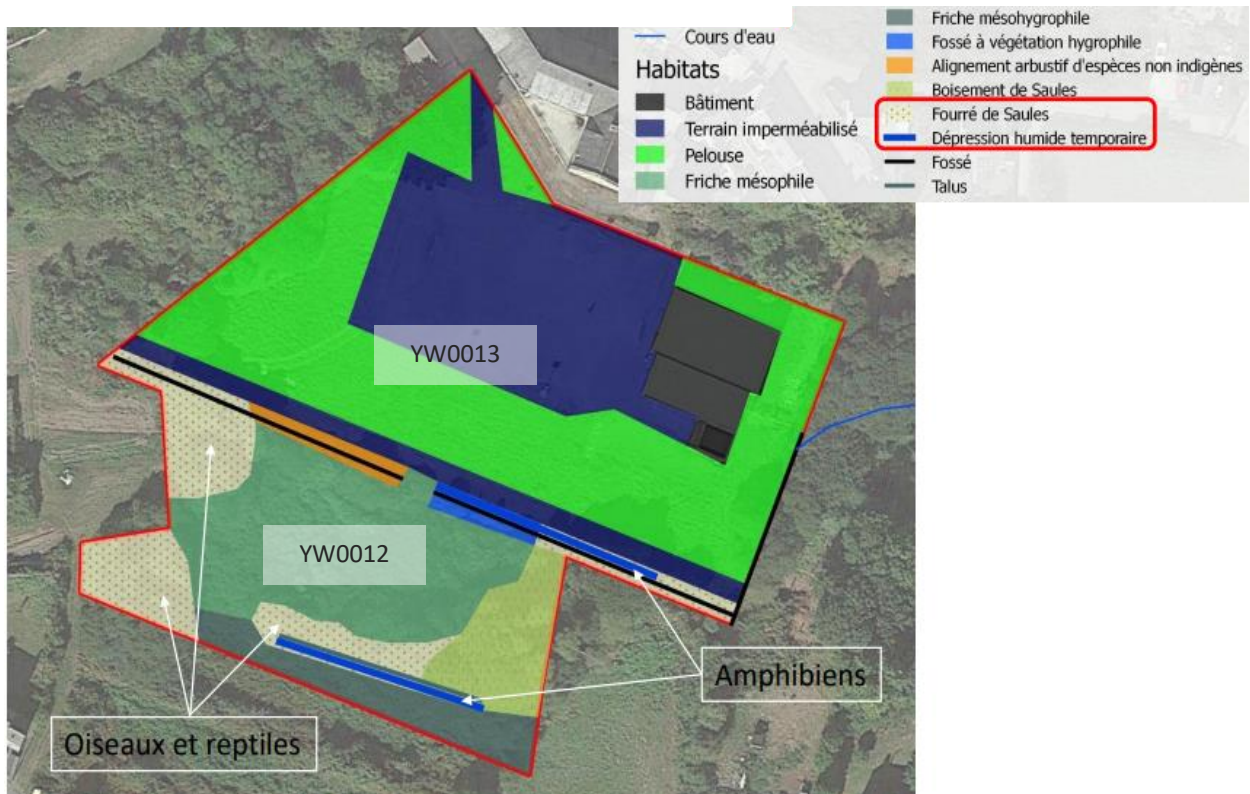 Cours d'eau
Habitats
Bâtiment
Terrain imperméabilisé
Pelouse
Friche mésophile
Friche mésohygrophile
Fossé à végétation hygrophile
Alignement arbustif d'espèces non indigènes
Boisement de Saules
Fourré de Saules
Dépression humide temporaire
Fossé
Talus
YW0013
YW0012
Amphibiens
Oiseaux et reptiles